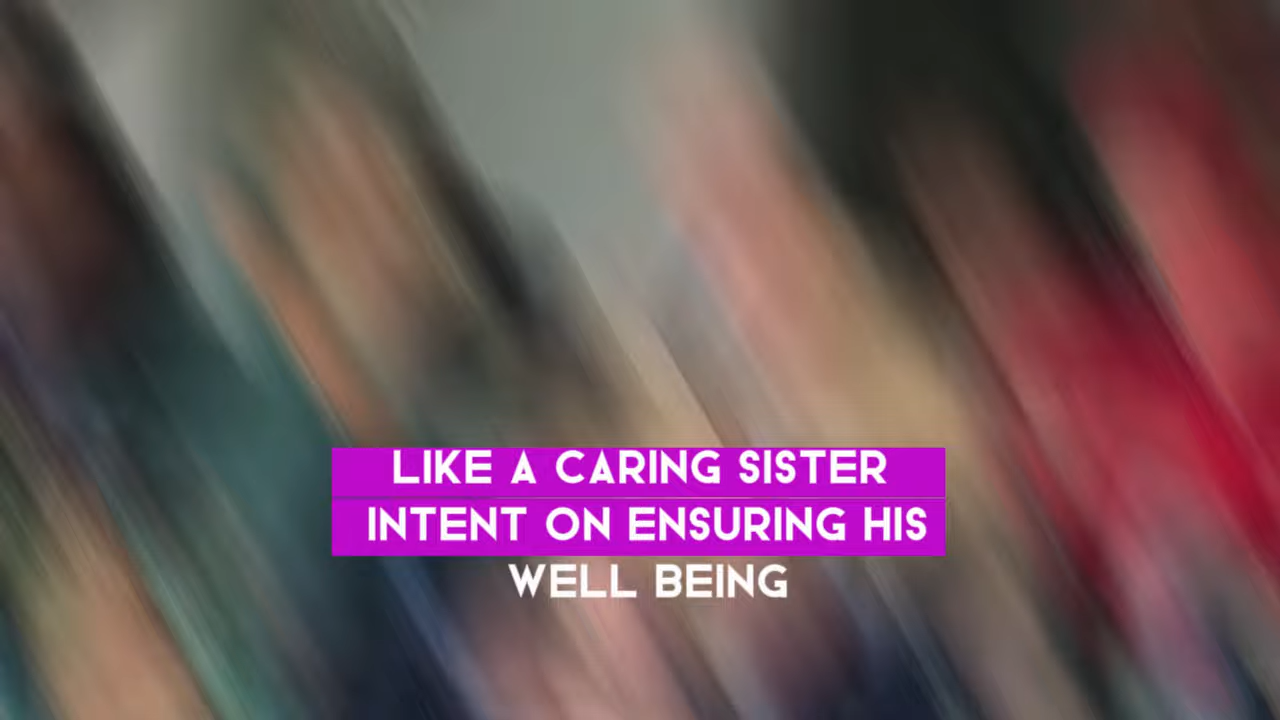 LIKE A CARING SISTER
INTENT ON ENSURING HIS
WELL BEING